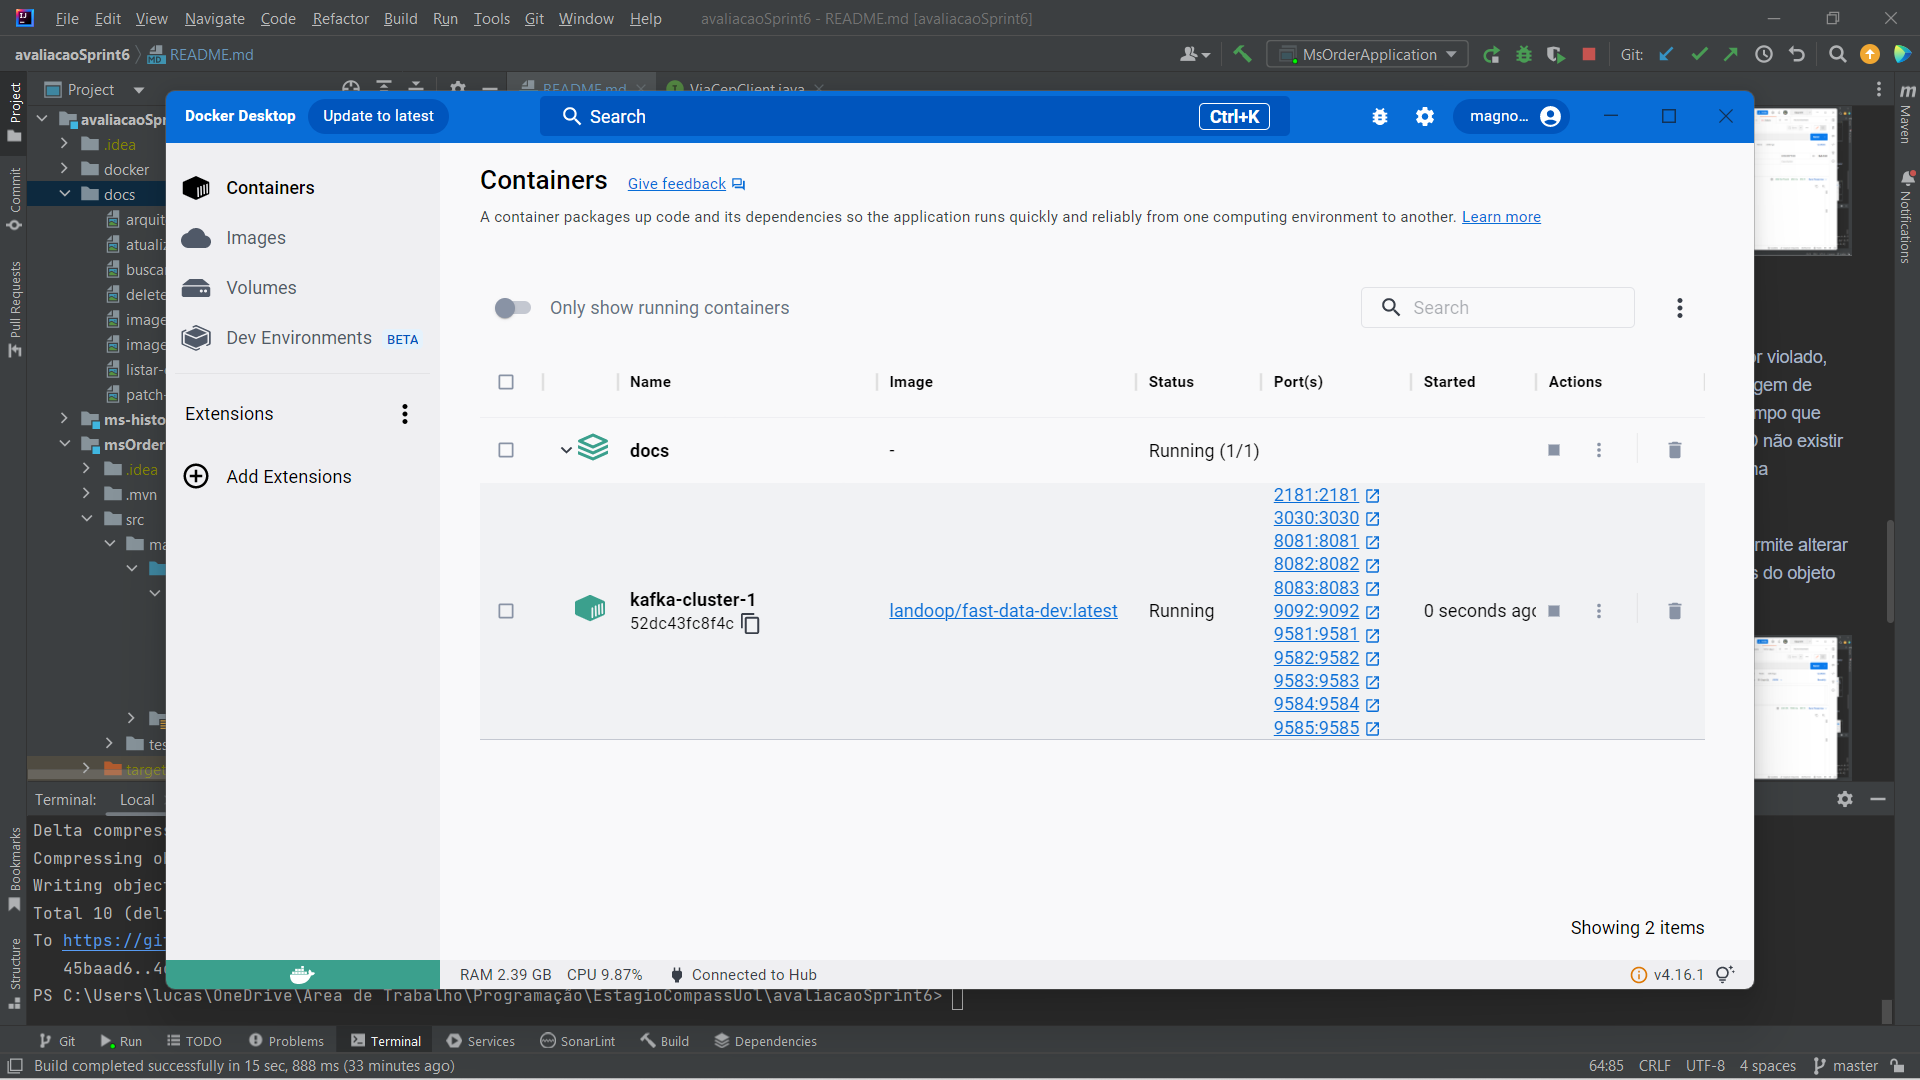 File Edit View Navigate Code Refactor Build Run Tools Git Window Help avaliacaoSprint6 - README.md [avaliacaoSprint6]
avaliacaoSprint6 README.md MsOrderApplication Git:
Project README.md ViaCepClient.java
Project
Commit
Pull Requests
Bookmarks
Structure
Maven
Notifications
avaliacaoSpr
.idea
docker
docs
arquit
atualiz
busca
delete
image
image
listar-
patch-
ms-histo
msOrder
.idea
.mvn
src
ma
tes
target
Docker Desktop Update to latest Search Ctrl+K magno...
Containers
Images
Volumes
Dev Environments BETA
Extensions
Add Extensions
Containers Give feedback
A container packages up code and its dependencies so the application runs quickly and reliably from one computing environment to another. Learn more
Only show running containers Search
Name Image Status Port(s) Started Actions
docs - Running (1/1)
kafka-cluster-1
52dc43fc8f4c
landoop/fast-data-dev:latest
Running
2181:2181
3030:3030
8081:8081
8082:8082
8083:8083
9092:9092
9581:9581
9582:9582
9583:9583
9584:9584
9585:9585
0 seconds ago
Showing 2 items
RAM 2.39 GB CPU 9.87% Connected to Hub v4.16.1
r violado,
gem de
mpo que
não existir
na
rmite alterar
s do objeto
Terminal: Local
Delta compres
Compressing ob
Writing object
Total 10 (delt
To https://gi
45baad6..4
PS C:\Users\lucas\OneDrive\Área de Trabalho\Programação\EstagioCompassUol\avaliacaoSprint6>
Git Run TODO Problems Terminal Services SonarLint Build Dependencies
Build completed successfully in 15 sec, 888 ms (33 minutes ago) 64:85 CRLF UTF-8 4 spaces master